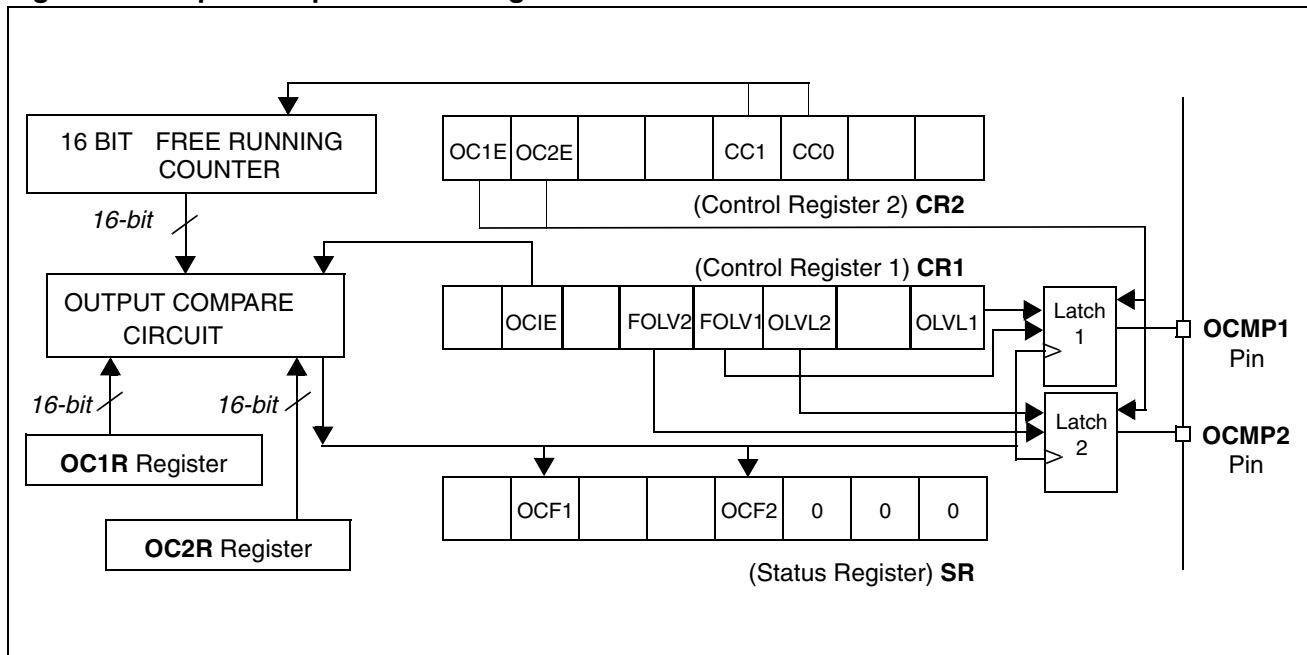 16 BIT FREE RUNNING
COUNTER
OC1E OC2E CC1 CC0
(Control Register 2) CR2
16-bit
(Control Register 1) CR1
OUTPUT COMPARE
CIRCUIT
OCIE FOLV2 FOLV1 OLVL2 OLVL1
Latch
1
OCMP1
Pin
16-bit
16-bit
Latch
2
OCMP2
Pin
OC1R Register
OCF1 OCF2 0 0 0
OC2R Register
(Status Register) SR